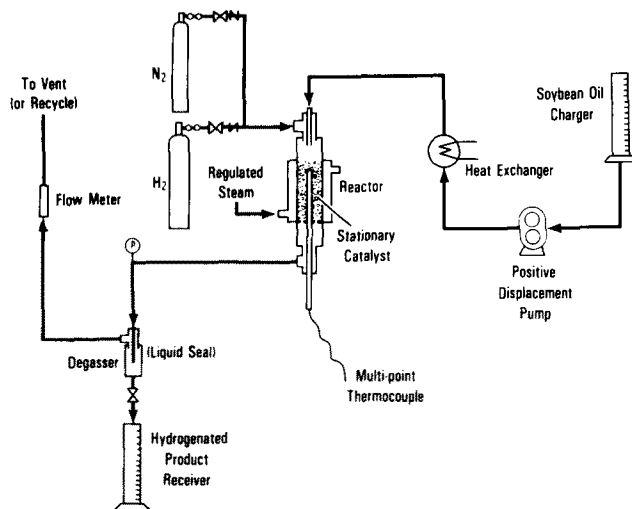 N2
H2
To Vent
(or Recycle)
Flow Meter
Regulated
Steam
Reactor
Stationary
Catalyst
Heat Exchanger
Soybean Oil
Charger
Positive
Displacement
Pump
P
Degasser
(Liquid Seal)
Multi-point
Thermocouple
Hydrogenated
Product
Receiver